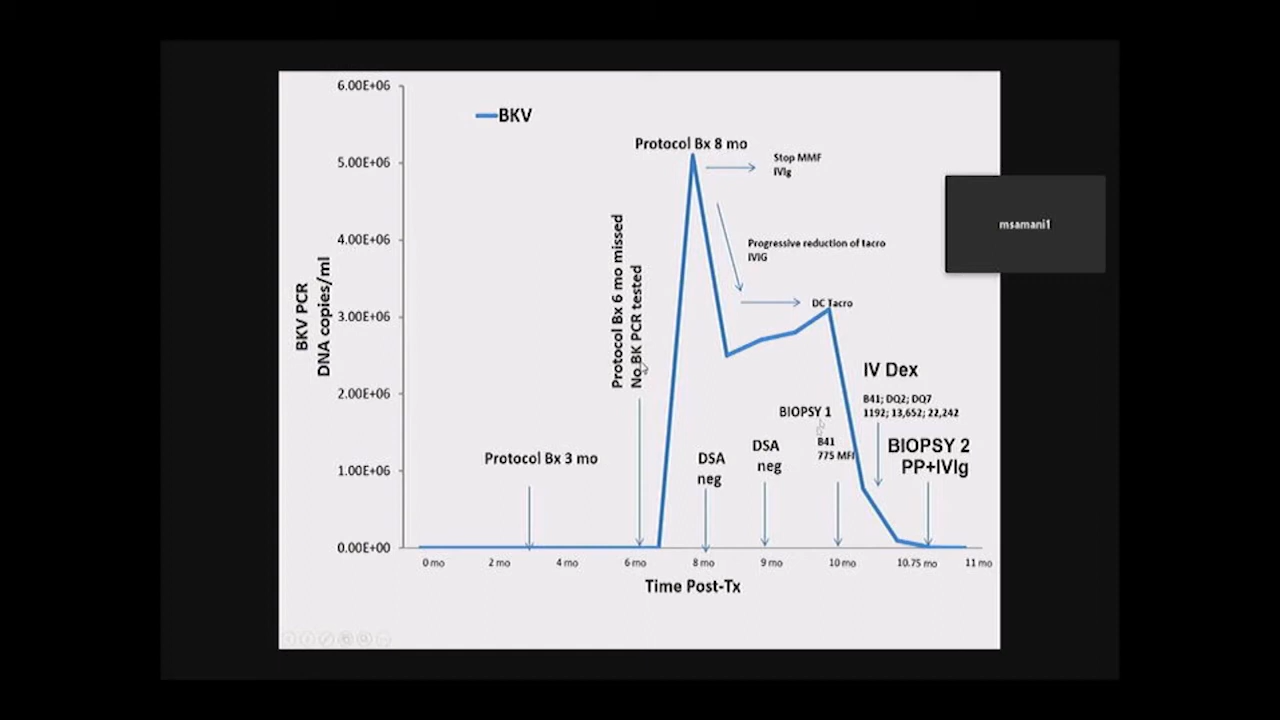 6.00E+06
5.00E+06
4.00E+06
3.00E+06
2.00E+06
1.00E+06
0.00E+00
BKV PCR
DNA copies/ml
BKV
Protocol Bx 8 mo
Stop MMF
IVIg
Protocol Bx 6 mo missed
No BK PCR tested
Progressive reduction of tacro
IVIG
DC Tacro
msamani1
IV Dex
B41; DQ2; DQ7
1192; 13,652; 22,242
BIOPSY 1
B41
775 MFI
BIOPSY 2
PP+IVIg
Protocol Bx 3 mo
DSA
neg
DSA
neg
0 mo
2 mo
4 mo
6 mo
8 mo
9 mo
10 mo
10.75 mo
11 mo
Time Post-Tx